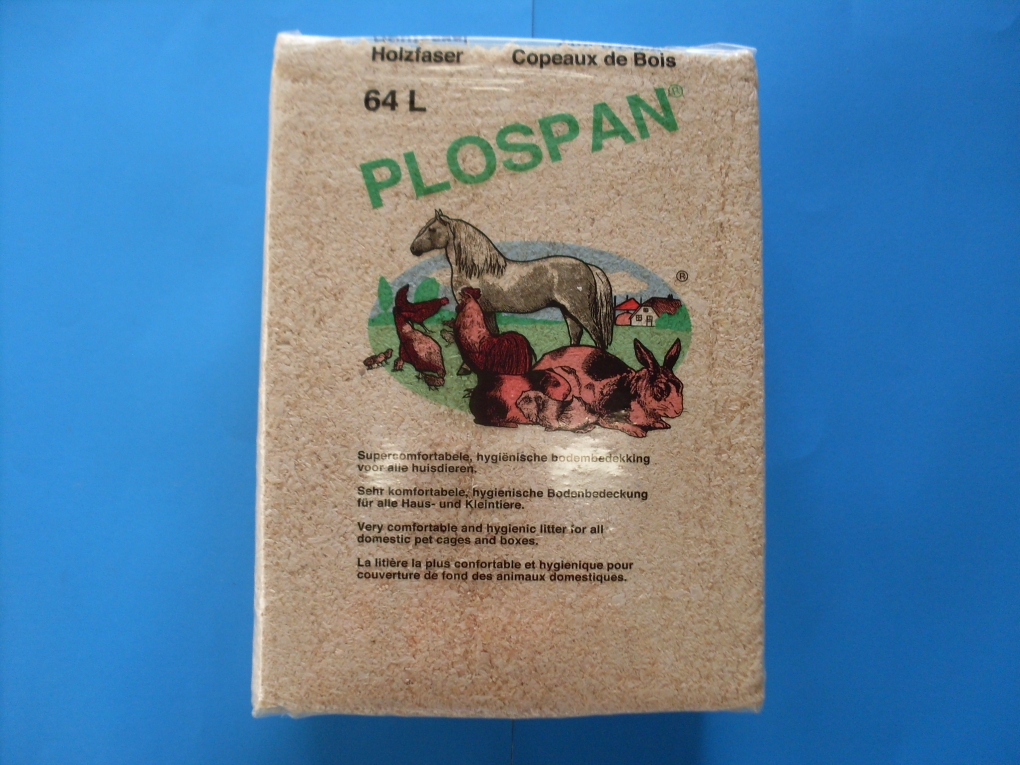 Holzfaser Copeaux de Bois
64 L
PLOSPAN®
®
Supercomfortabele, hygiënische bodembedekking
voor alle huisdieren.
Sehr komfortabele, hygienische Bodenbedeckung
für alle Haus- und Kleintiere.
Very comfortable and hygienic litter for all
domestic pet cages and boxes.
La litière la plus confortable et hygienique pour
couverture de fond des animaux domestiques.